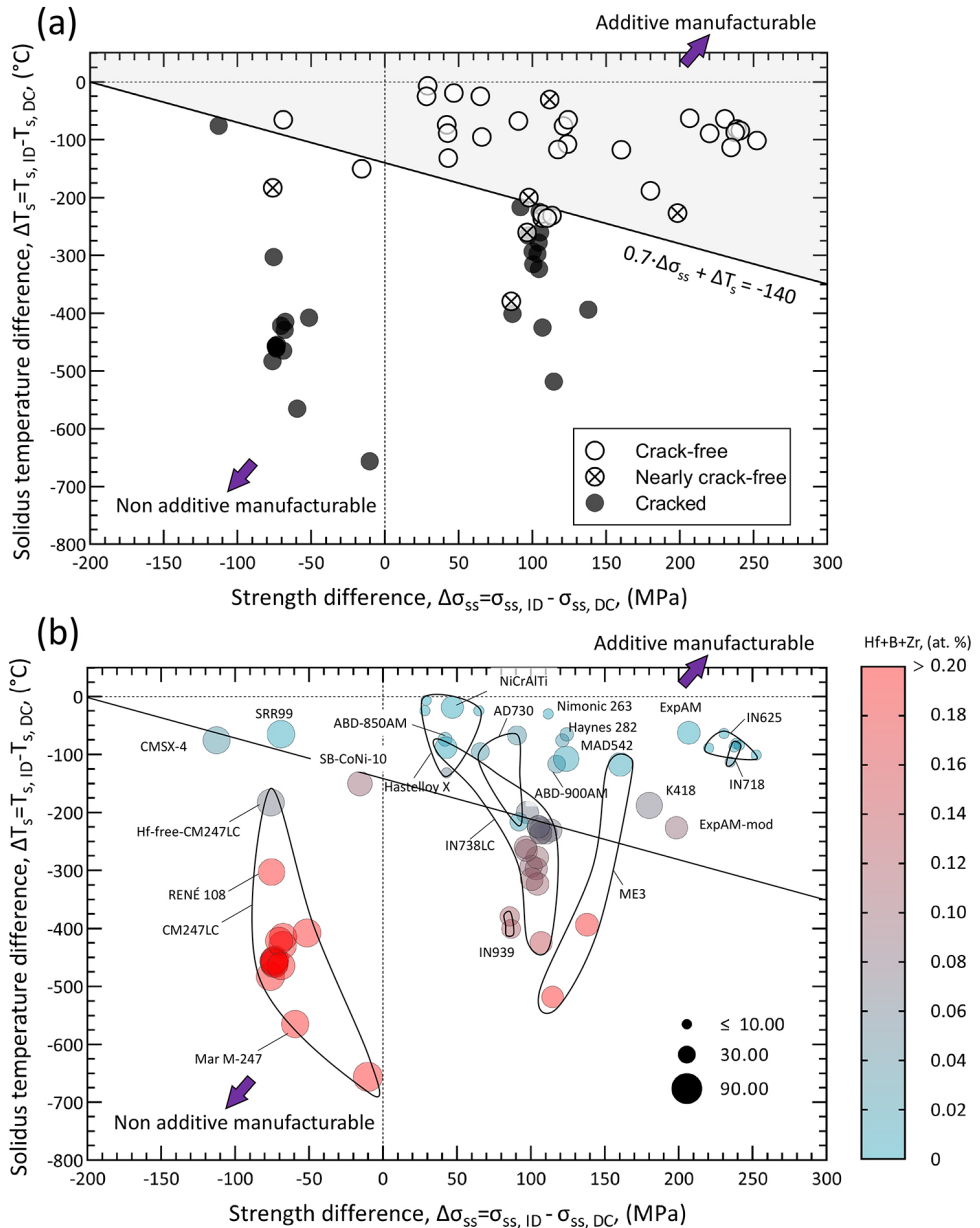 (a)
Additive manufacturable
0
-100
-200
-300
-400
-500
-600
-700
-800
Solidus temperature difference, ΔTs=Ts, ID-Ts, DC, (°C)
0.7·Δσss + ΔTs = -140
Crack-free
Nearly crack-free
Cracked
Non additive manufacturable
-200 -150 -100 -50 0 50 100 150 200 250 300
Strength difference, Δσss=σss, ID - σss, DC, (MPa)
(b)
Additive manufacturable
Hf+B+Zr, (at. %)
0
-100
-200
-300
-400
-500
-600
-700
-800
Solidus temperature difference, ΔTs=Ts, ID-Ts, DC, (°C)
NiCrAlTi
SRR99
ABD-850AM
AD730
Nimonic 263
ExpAM
IN625
CMSX-4
Haynes 282
SB-CoNi-10
MAD542
Hastelloy X
ABD-900AM
K418
IN718
Hf-free-CM247LC
IN738LC
ExpAM-mod
RENÉ 108
ME3
CM247LC
IN939
Mar M-247
≤ 10.00
30.00
90.00
Non additive manufacturable
-200 -150 -100 -50 0 50 100 150 200 250 300
Strength difference, Δσss=σss, ID - σss, DC, (MPa)
> 0.20
0.18
0.16
0.14
0.12
0.10
0.08
0.06
0.04
0.02
0